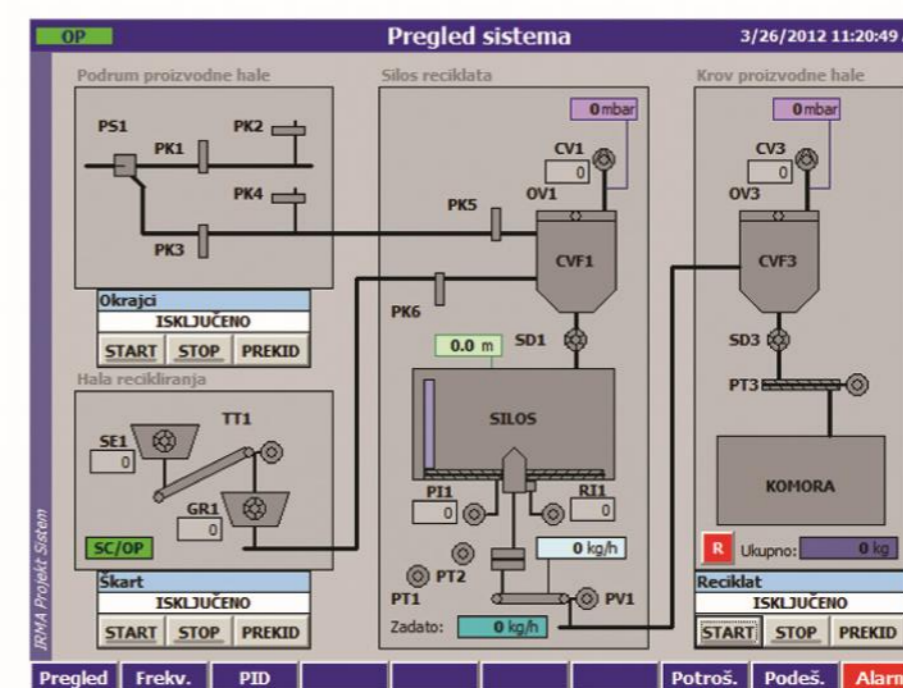 OP
Pregled sistema
3/26/2012 11:20:49
Podrum proizvodne hale
PS1
PK1
PK2
PK4
PK3
Okrajci
ISKLJUČENO
START STOP PREKID
Hala recikliranja
TT1
SE1
0
GR1
0
SC/OP
Škart
ISKLJUČENO
START STOP PREKID
IRMA Projekt Sistem
Silos reciklata
0 mbar
CV1
0
OV1
PK5
CVF1
PK6
0.0 m
SD1
SILOS
PI1
0
RI1
0
0 kg/h
PT2
PT1
PV1
Zadato: 0 kg/h
Krov proizvodne hale
0 mbar
CV3
0
OV3
CVF3
SD3
PT3
KOMORA
R Ukupno: 0 kg
Reciklat
ISKLJUČENO
START STOP PREKID
Pregled Frekv. PID Potroš. Podeš. Alarm